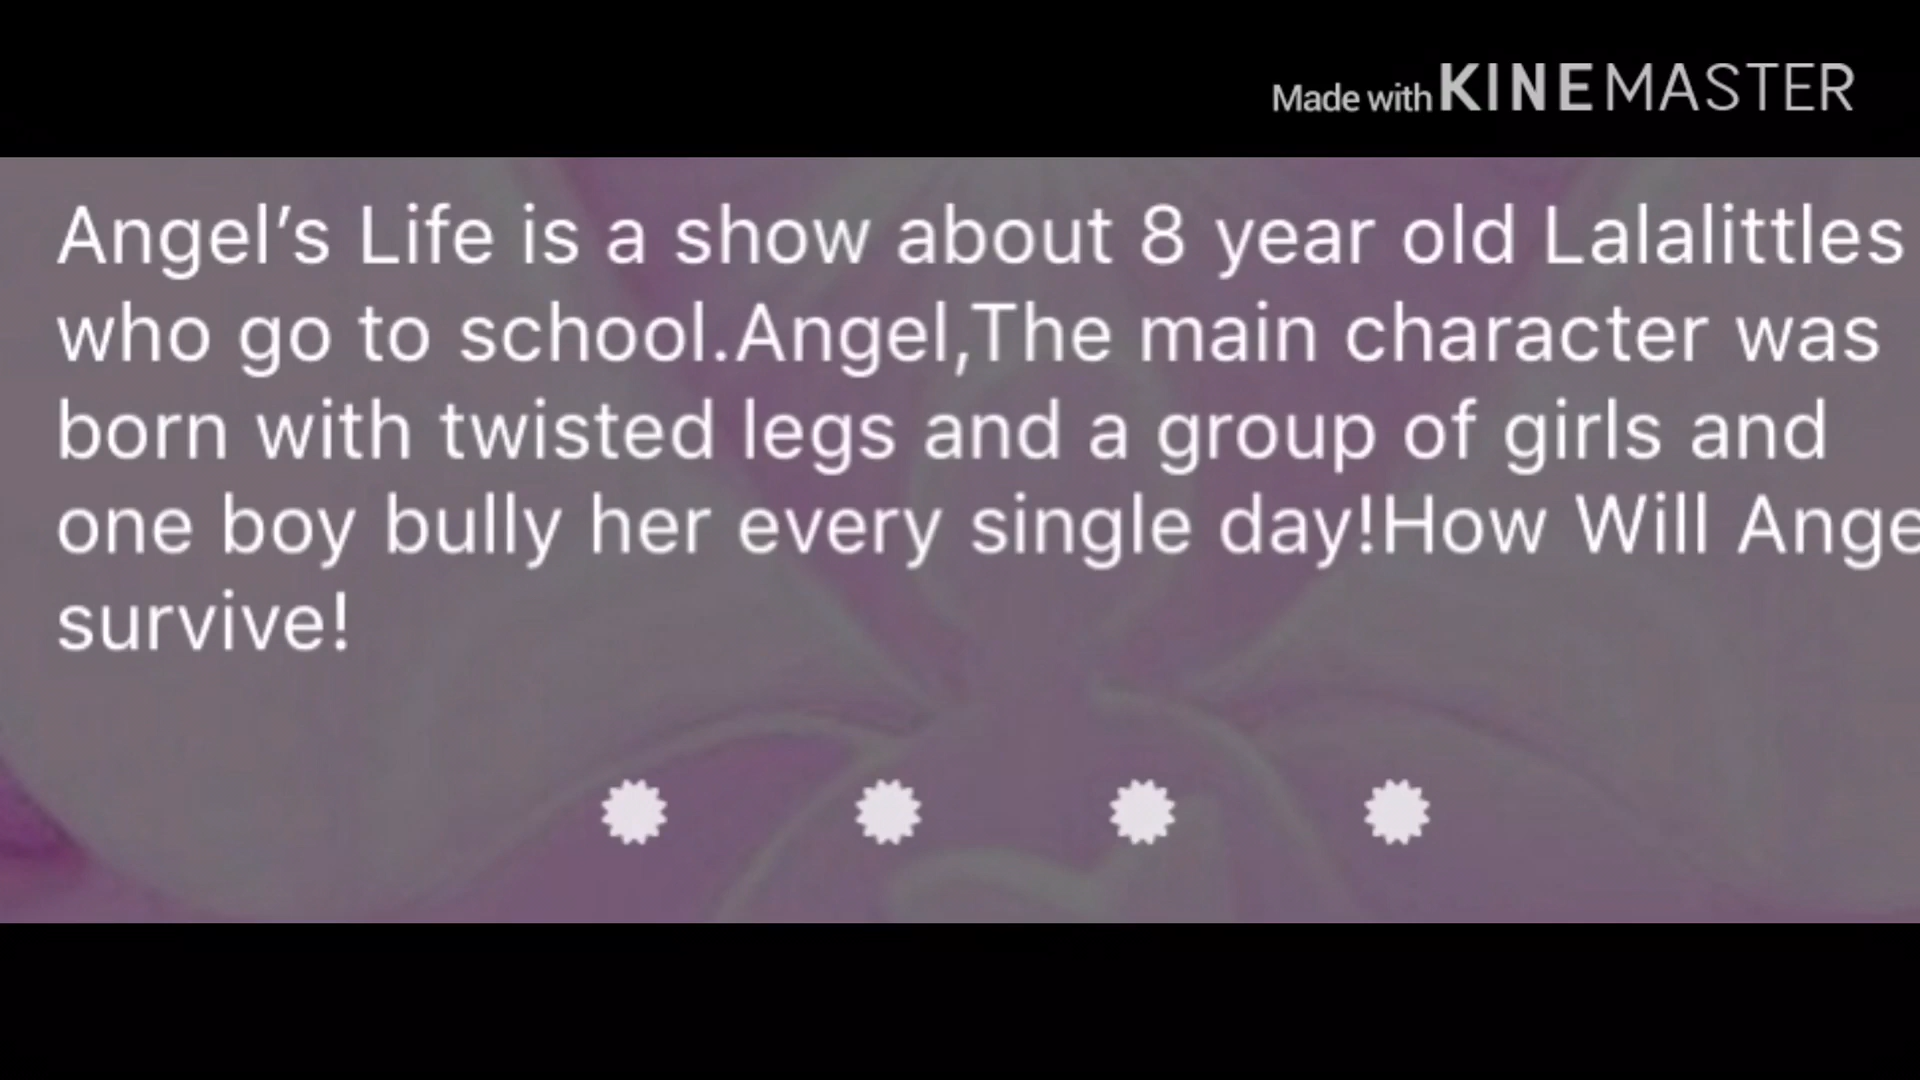 Made with KINEMASTER
Angel’s Life is a show about 8 year old Lalalittles
who go to school.Angel,The main character was
born with twisted legs and a group of girls and
one boy bully her every single day!How Will Ange
survive!